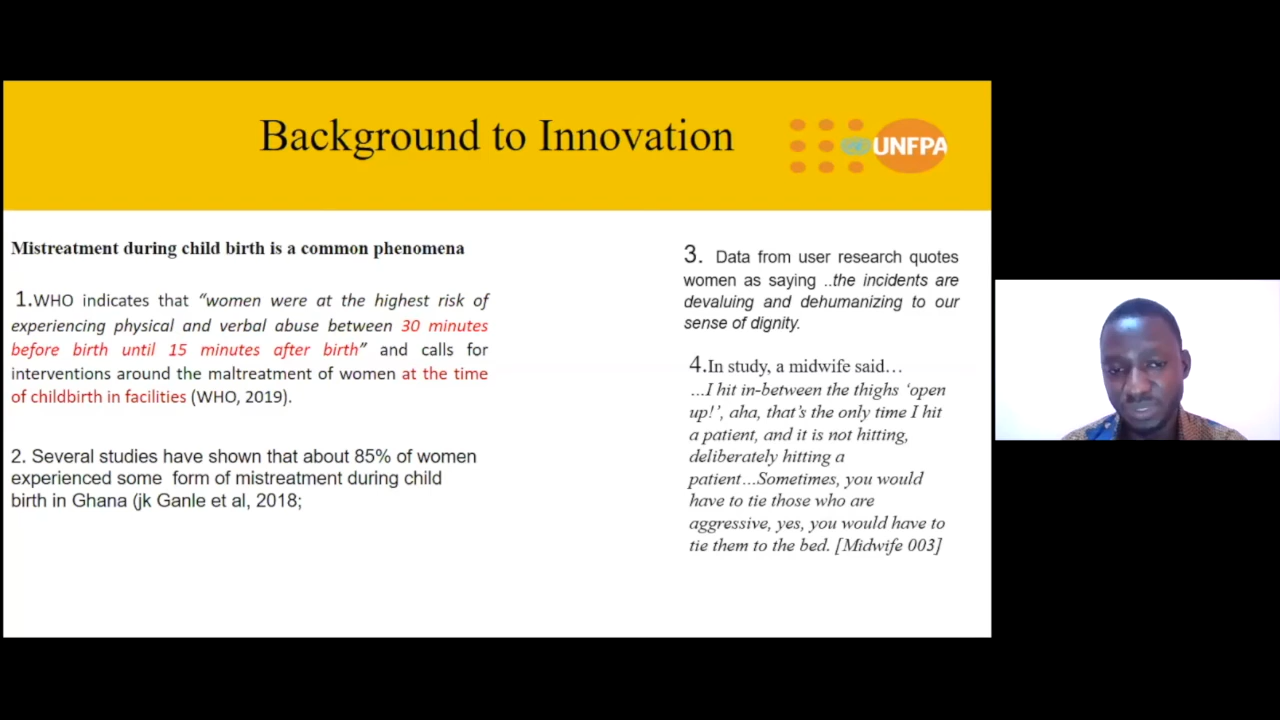 Background to Innovation
UNFPA
Mistreatment during child birth is a common phenomena
1.WHO indicates that “women were at the highest risk of
experiencing physical and verbal abuse between 30 minutes
before birth until 15 minutes after birth” and calls for
interventions around the maltreatment of women at the time
of childbirth in facilities (WHO, 2019).
2. Several studies have shown that about 85% of women
experienced some form of mistreatment during child
birth in Ghana (jk Ganle et al, 2018;
3. Data from user research quotes
women as saying ..the incidents are
devaluing and dehumanizing to our
sense of dignity.
4.In study, a midwife said…
…I hit in-between the thighs ‘open
up!’, aha, that’s the only time I hit
a patient, and it is not hitting,
deliberately hitting a
patient…Sometimes, you would
have to tie those who are
aggressive, yes, you would have to
tie them to the bed. [Midwife 003]